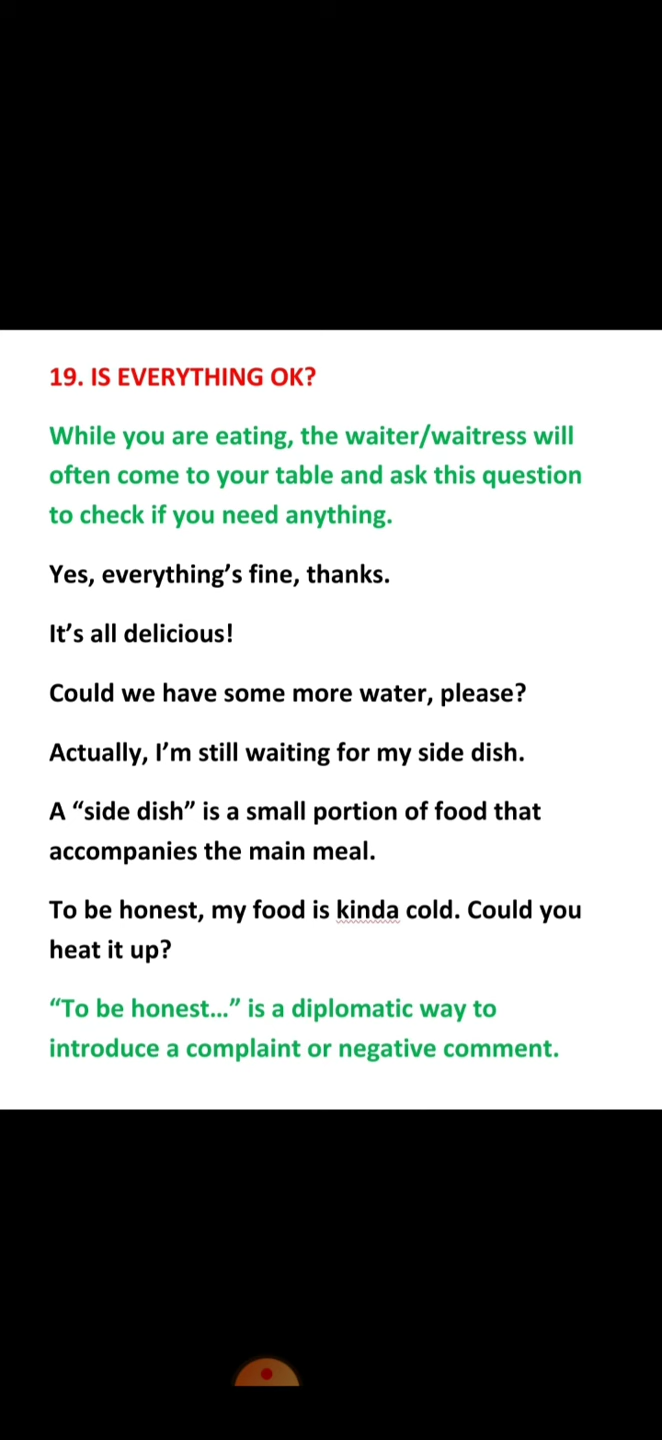 19. IS EVERYTHING OK?
While you are eating, the waiter/waitress will
often come to your table and ask this question
to check if you need anything.
Yes, everything’s fine, thanks.
It’s all delicious!
Could we have some more water, please?
Actually, I’m still waiting for my side dish.
A “side dish” is a small portion of food that
accompanies the main meal.
To be honest, my food is kinda cold. Could you
heat it up?
“To be honest...” is a diplomatic way to
introduce a complaint or negative comment.